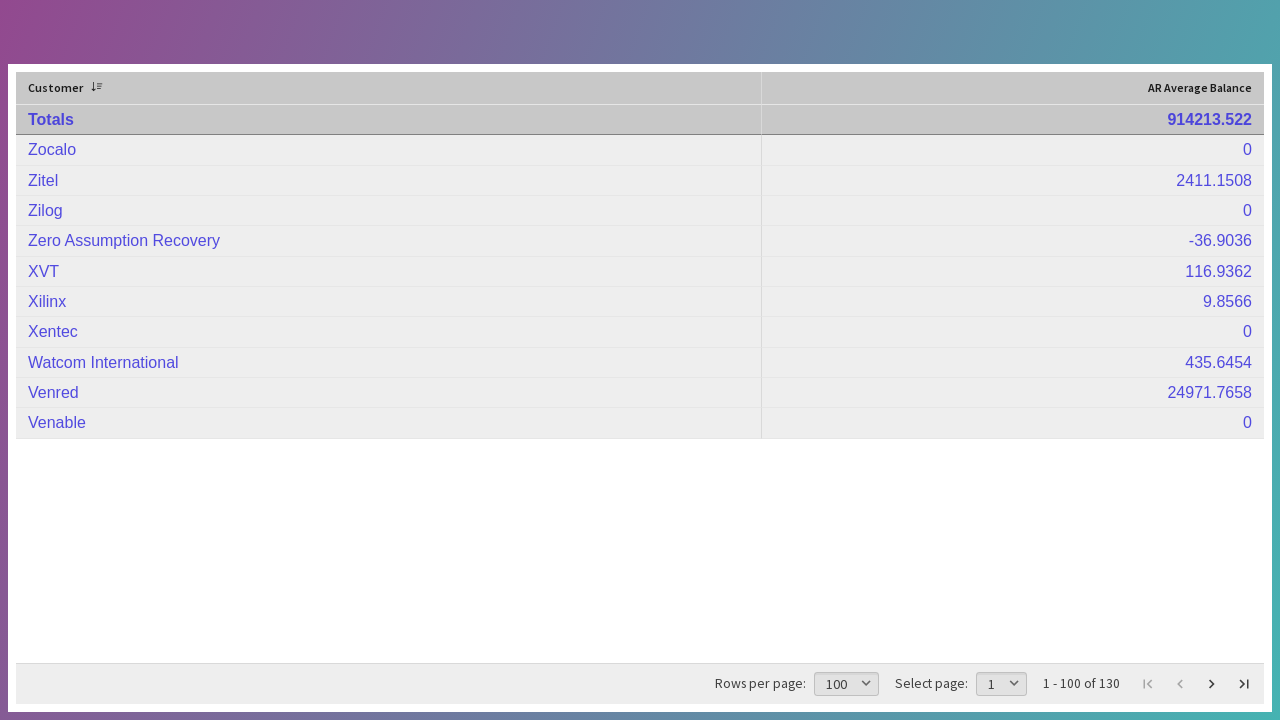 Customer AR Average Balance
Totals 914213.522
Zocalo 0
Zitel 2411.1508
Zilog 0
Zero Assumption Recovery -36.9036
XVT 116.9362
Xilinx 9.8566
Xentec 0
Watcom International 435.6454
Venred 24971.7658
Venable 0
Rows per page: 100 Select page: 1 1 - 100 of 130